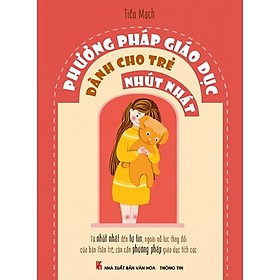 Tiểu Mạch
PHƯƠNG PHÁP GIÁO DỤC
DÀNH CHO TRẺ
NHÚT NHÁT
Từ nhút nhát đến tự tin, ngoài nỗ lực thay đổi
của bản thân trẻ, còn cần phương pháp giáo dục tích cực
NHÀ XUẤT BẢN VĂN HÓA - THÔNG TIN